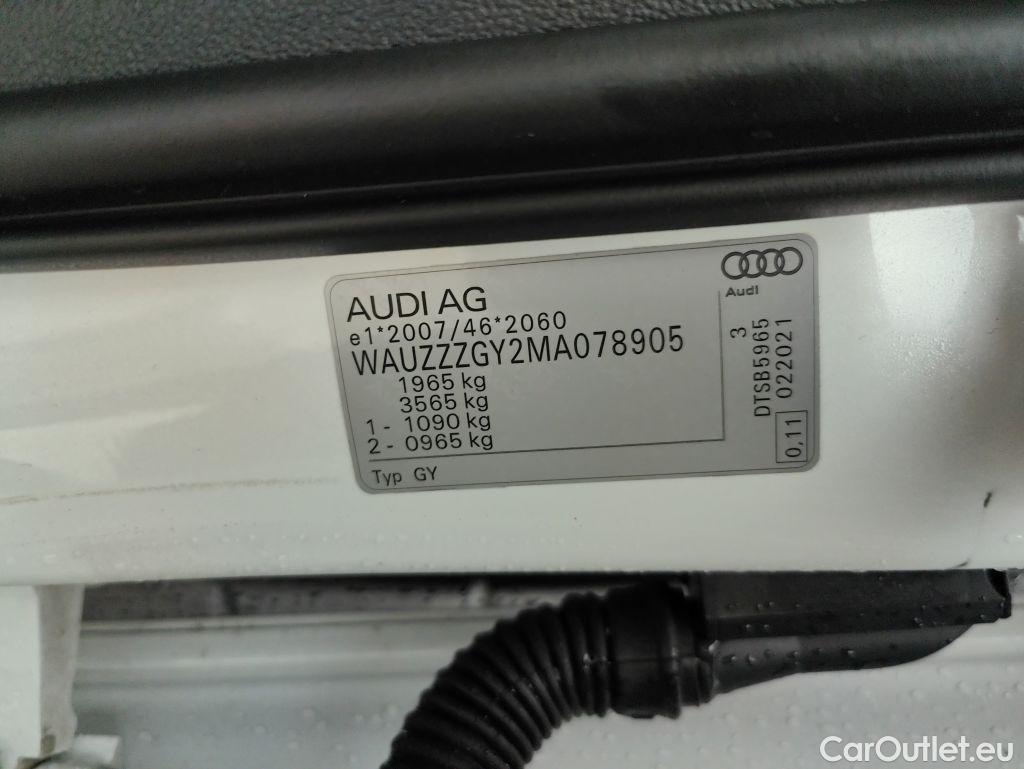 AUDI AG
e1*2007/46*2060
WAUZZZGY2MA078905
1965 kg
3565 kg
1 - 1090 kg
2 - 0965 kg
Typ GY
Audi
3
DTSB5965
022021
0,11
CarOutlet.eu